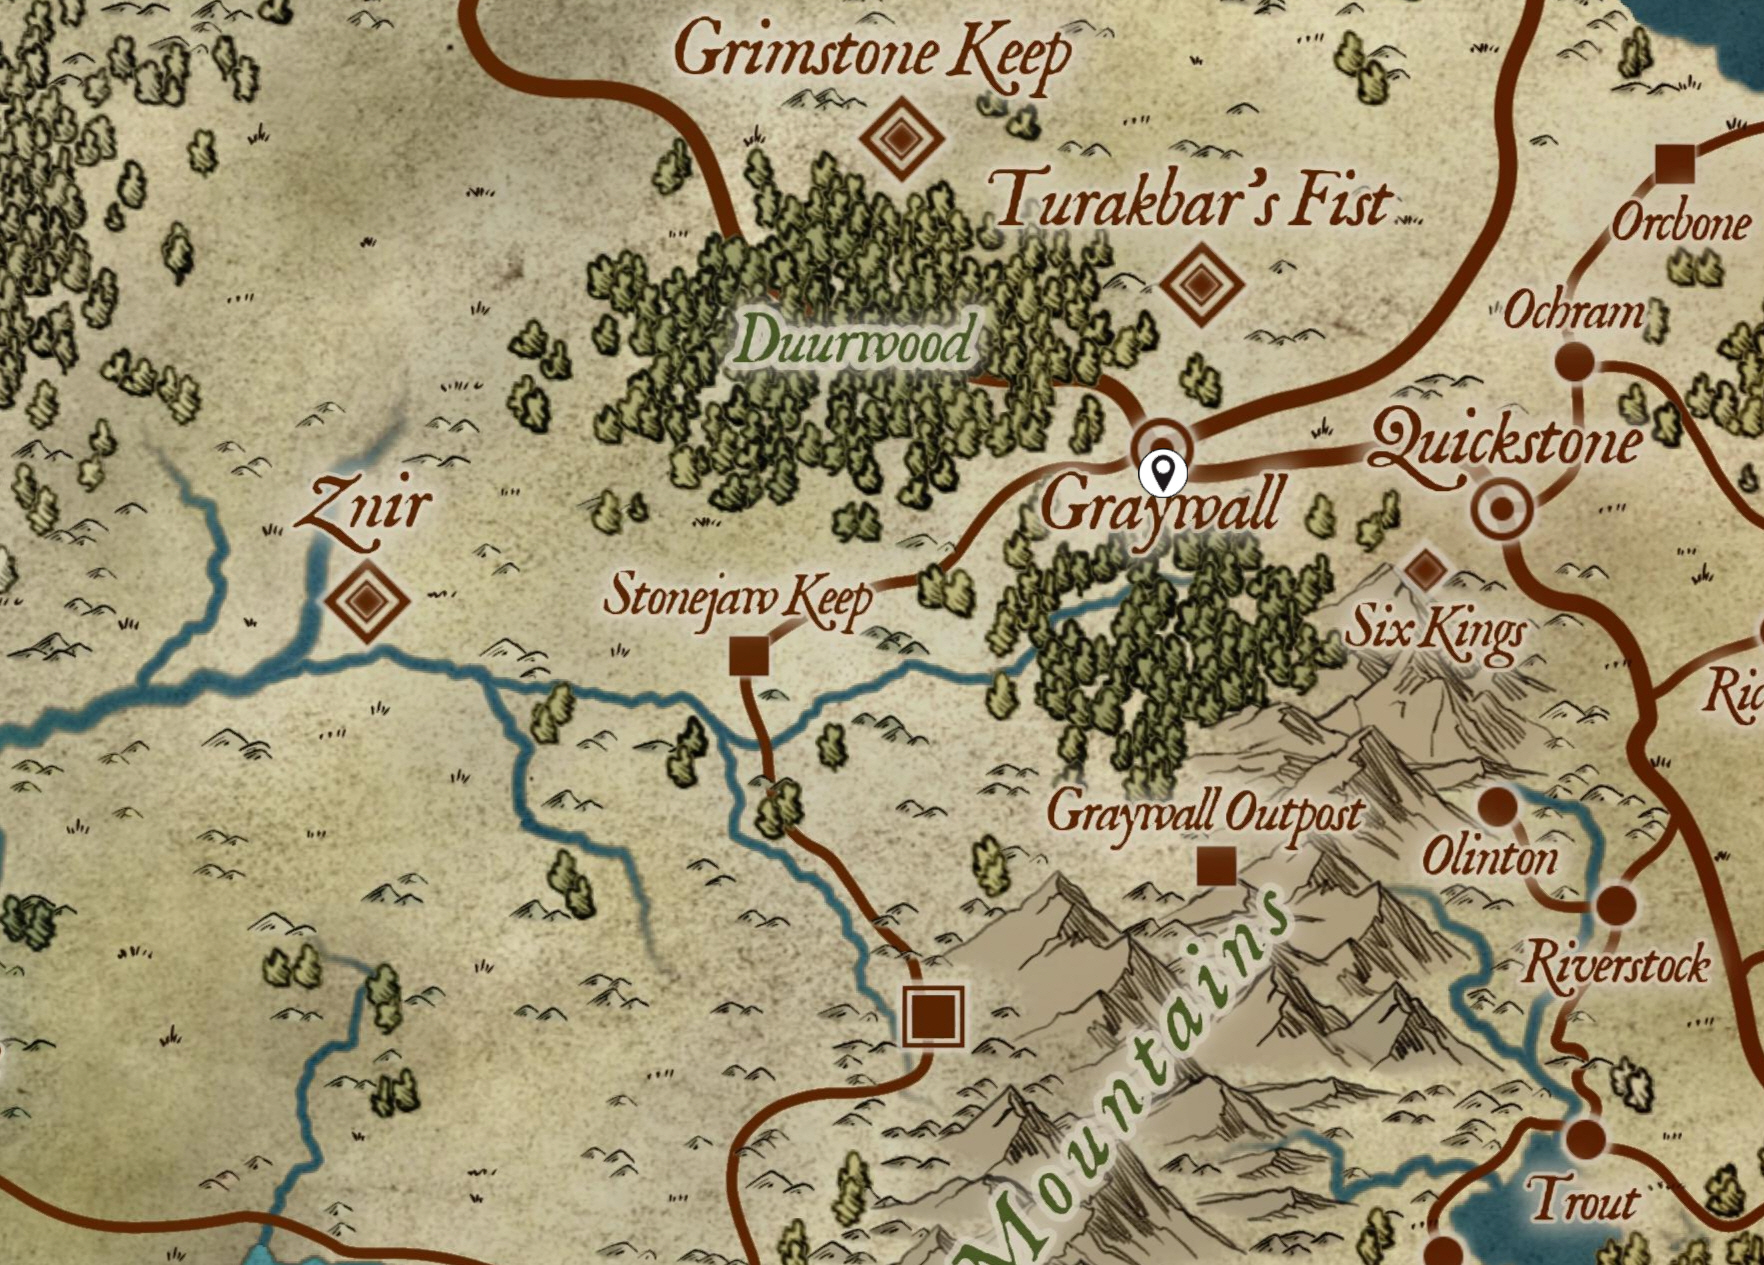 Grimstone Keep
Turakbar's Fist
Orcbone
Ochram
Duurwood
Quickstone
Znir
Graywall
Stonejaw Keep
Six Kings
Graywall Outpost
Olinton
Riverstock
Mountains
Trout